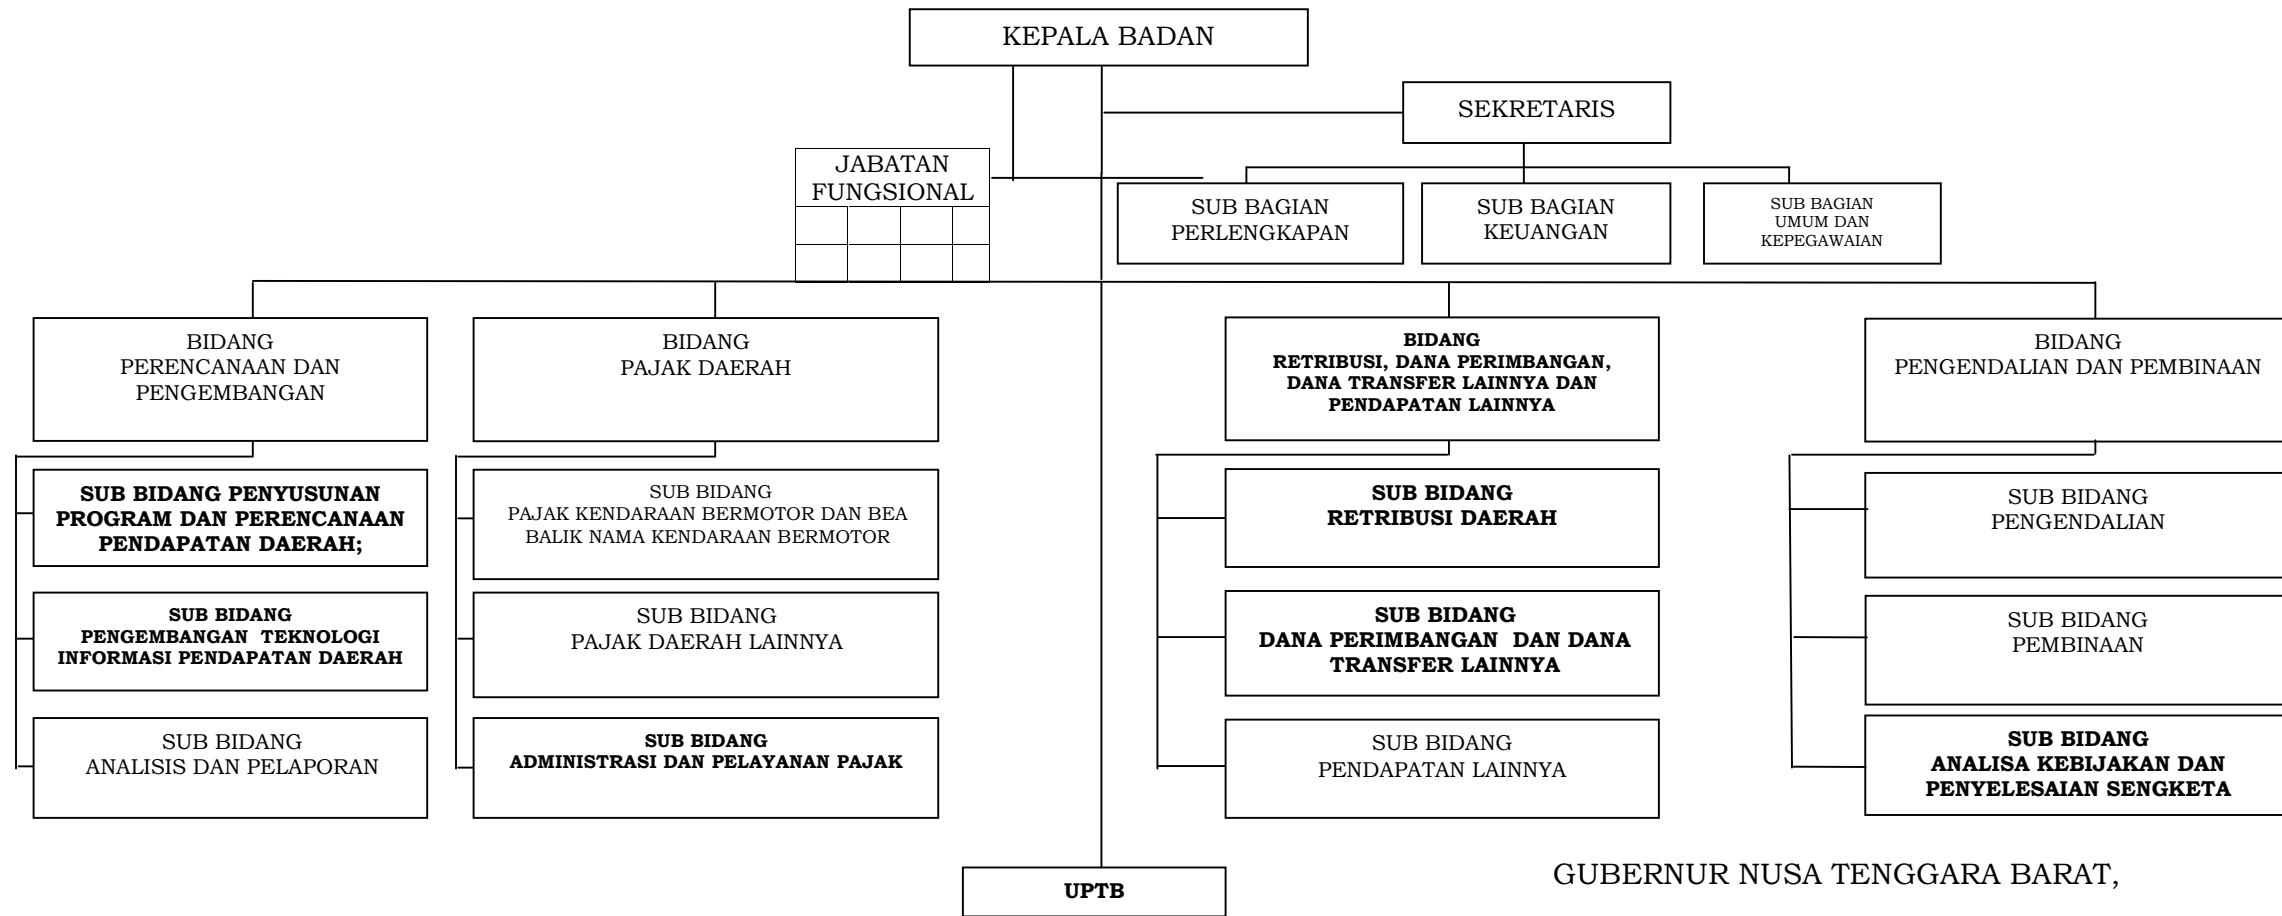 KEPALA BADAN
SEKRETARIS
JABATAN
FUNGSIONAL
SUB BAGIAN
PERLENGKAPAN
SUB BAGIAN
KEUANGAN
SUB BAGIAN
UMUM DAN
KEPEGAWAIAN
BIDANG
PERENCANAAN DAN
PENGEMBANGAN
BIDANG
PAJAK DAERAH
BIDANG
RETRIBUSI, DANA PERIMBANGAN,
DANA TRANSFER LAINNYA DAN
PENDAPATAN LAINNYA
BIDANG
PENGENDALIAN DAN PEMBINAAN
SUB BIDANG PENYUSUNAN
PROGRAM DAN PERENCANAAN
PENDAPATAN DAERAH;
SUB BIDANG
PAJAK KENDARAAN BERMOTOR DAN BEA
BALIK NAMA KENDARAAN BERMOTOR
SUB BIDANG
RETRIBUSI DAERAH
SUB BIDANG
PENGENDALIAN
SUB BIDANG
PENGEMBANGAN TEKNOLOGI
INFORMASI PENDAPATAN DAERAH
SUB BIDANG
PAJAK DAERAH LAINNYA
SUB BIDANG
DANA PERIMBANGAN DAN DANA
TRANSFER LAINNYA
SUB BIDANG
PEMBINAAN
SUB BIDANG
ANALISIS DAN PELAPORAN
SUB BIDANG
ADMINISTRASI DAN PELAYANAN PAJAK
SUB BIDANG
PENDAPATAN LAINNYA
SUB BIDANG
ANALISA KEBIJAKAN DAN
PENYELESAIAN SENGKETA
UPTB
GUBERNUR NUSA TENGGARA BARAT,